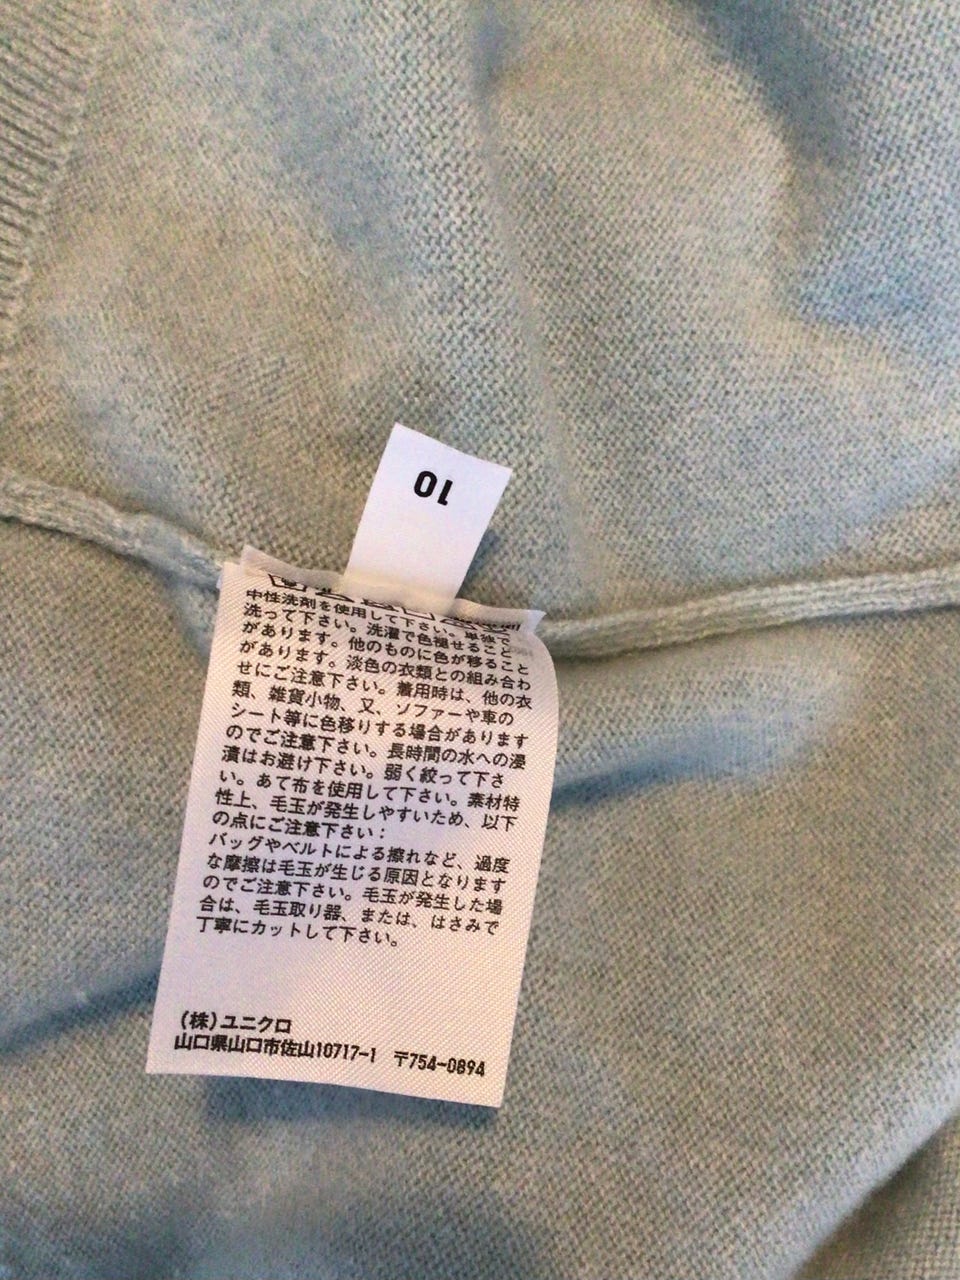 10
中性洗剤を使用して下さい。単独で
洗って下さい。洗濯で色褪せること
があります。他のものに色が移ること
があります。淡色の衣類との組み合わ
せにご注意下さい。着用時は、他の衣
類、雑貨小物、又、ソファーや車の
シート等に色移りする場合があります
のでご注意下さい。長時間の水への浸
漬はお避け下さい。弱く絞って下さ
い。あて布を使用して下さい。素材特
性上、毛玉が発生しやすいため、以下
の点にご注意下さい：
バッグやベルトによる擦れなど、過度
な摩擦は毛玉が生じる原因となります
のでご注意下さい。毛玉が発生した場
合は、毛玉取り器、または、はさみで
丁寧にカットして下さい。
(株)ユニクロ
山口県山口市佐山10717-1 〒754-0894